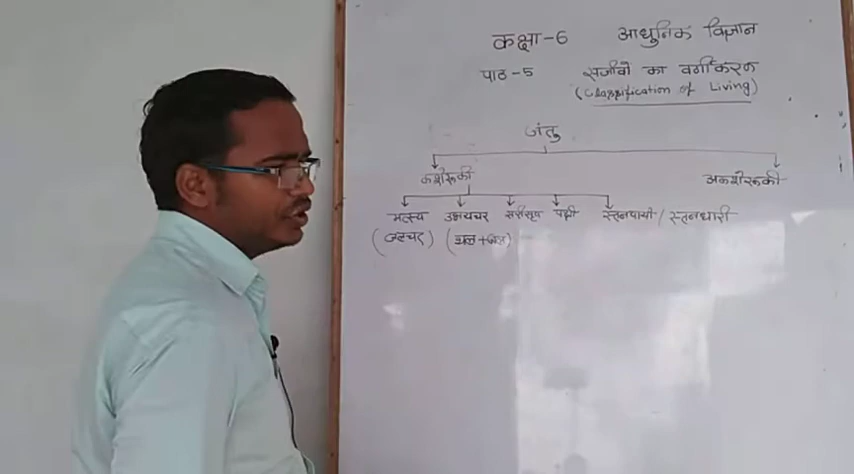 कक्षा-6 आधुनिक विज्ञान
पाठ-5 सजीवों का वर्गीकरण
(Classification of Living)
जंतु
कशेरूकी अकशेरूकी
मत्स्य उभयचर सरीसृप पक्षी स्तनपायी / स्तनधारी
(जलचर) (थल+जल)